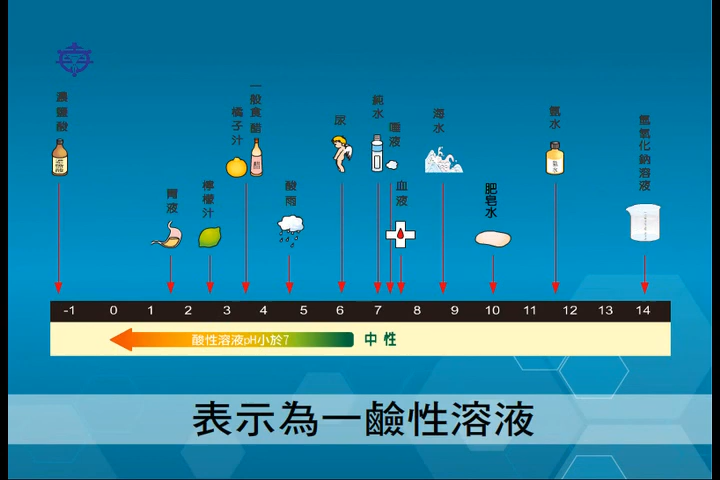 濃鹽酸
胃液
檸檬汁
橘子汁
一般食醋
酸雨
尿
純水
唾液
血液
海水
肥皂水
氨水
氫氧化鈉溶液
-1 0 1 2 3 4 5 6 7 8 9 10 11 12 13 14
酸性溶液pH小於7
中性
表示為一鹼性溶液